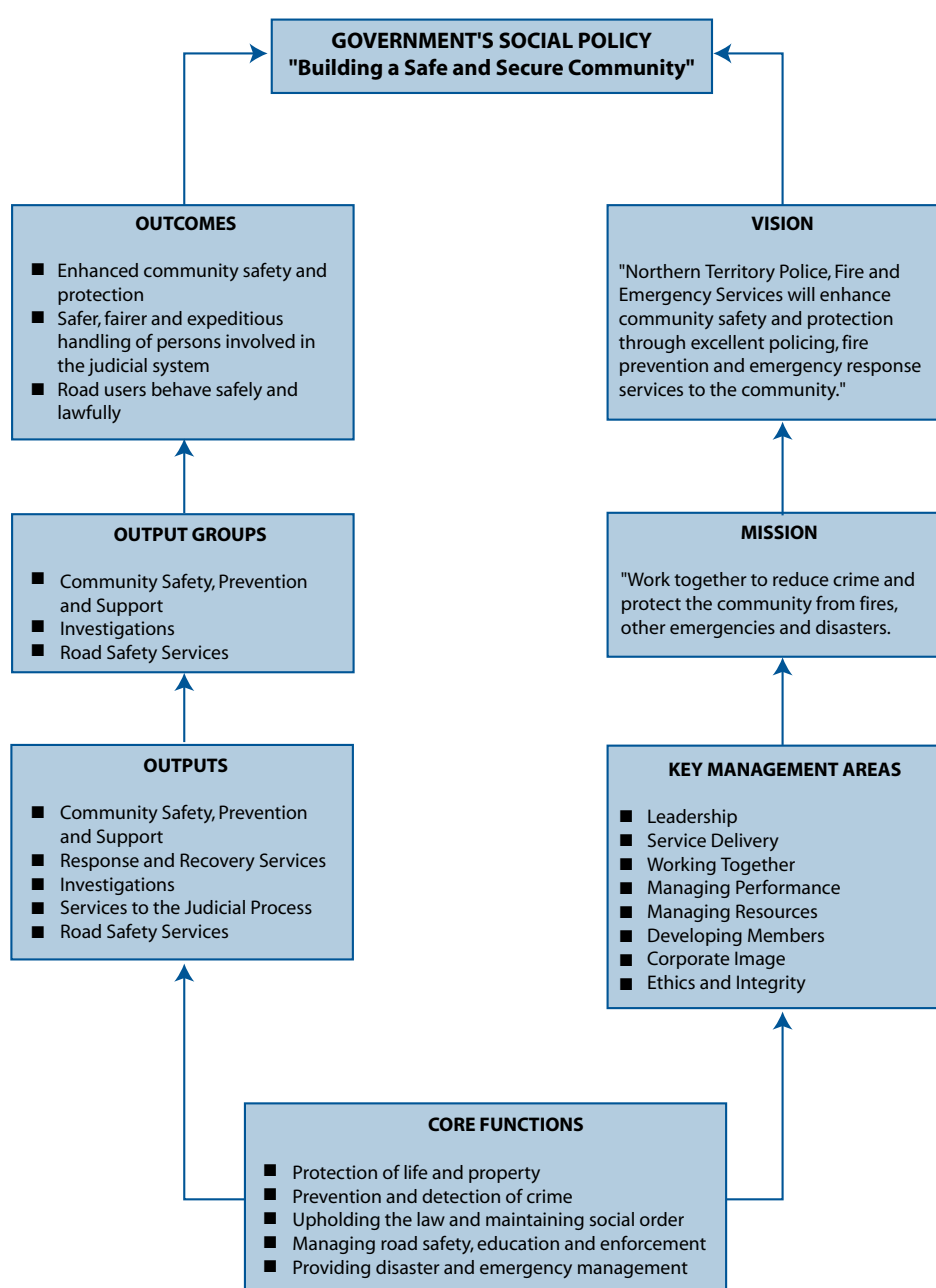 GOVERNMENT'S SOCIAL POLICY
"Building a Safe and Secure Community"
OUTCOMES
■ Enhanced community safety and
protection
■ Safer, fairer and expeditious
handling of persons involved in
the judicial system
■ Road users behave safely and
lawfully
VISION
"Northern Territory Police, Fire and
Emergency Services will enhance
community safety and protection
through excellent policing, fire
prevention and emergency response
services to the community."
OUTPUT GROUPS
■ Community Safety, Prevention
and Support
■ Investigations
■ Road Safety Services
MISSION
"Work together to reduce crime and
protect the community from fires,
other emergencies and disasters.
OUTPUTS
■ Community Safety, Prevention
and Support
■ Response and Recovery Services
■ Investigations
■ Services to the Judicial Process
■ Road Safety Services
KEY MANAGEMENT AREAS
■ Leadership
■ Service Delivery
■ Working Together
■ Managing Performance
■ Managing Resources
■ Developing Members
■ Corporate Image
■ Ethics and Integrity
CORE FUNCTIONS
■ Protection of life and property
■ Prevention and detection of crime
■ Upholding the law and maintaining social order
■ Managing road safety, education and enforcement
■ Providing disaster and emergency management